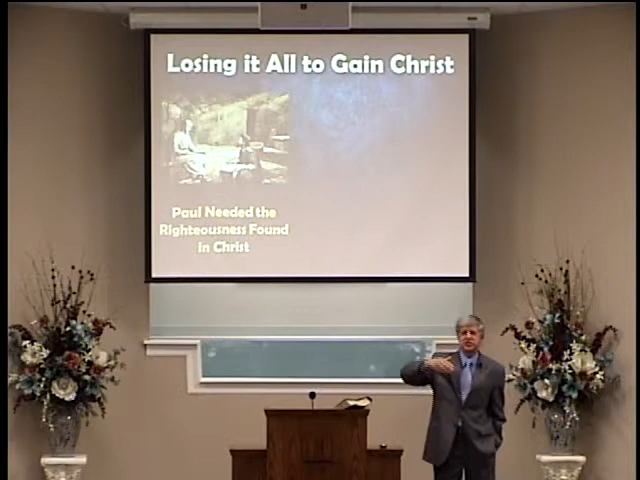 Losing it All to Gain Christ
Paul Needed the
Righteousness Found
in Christ